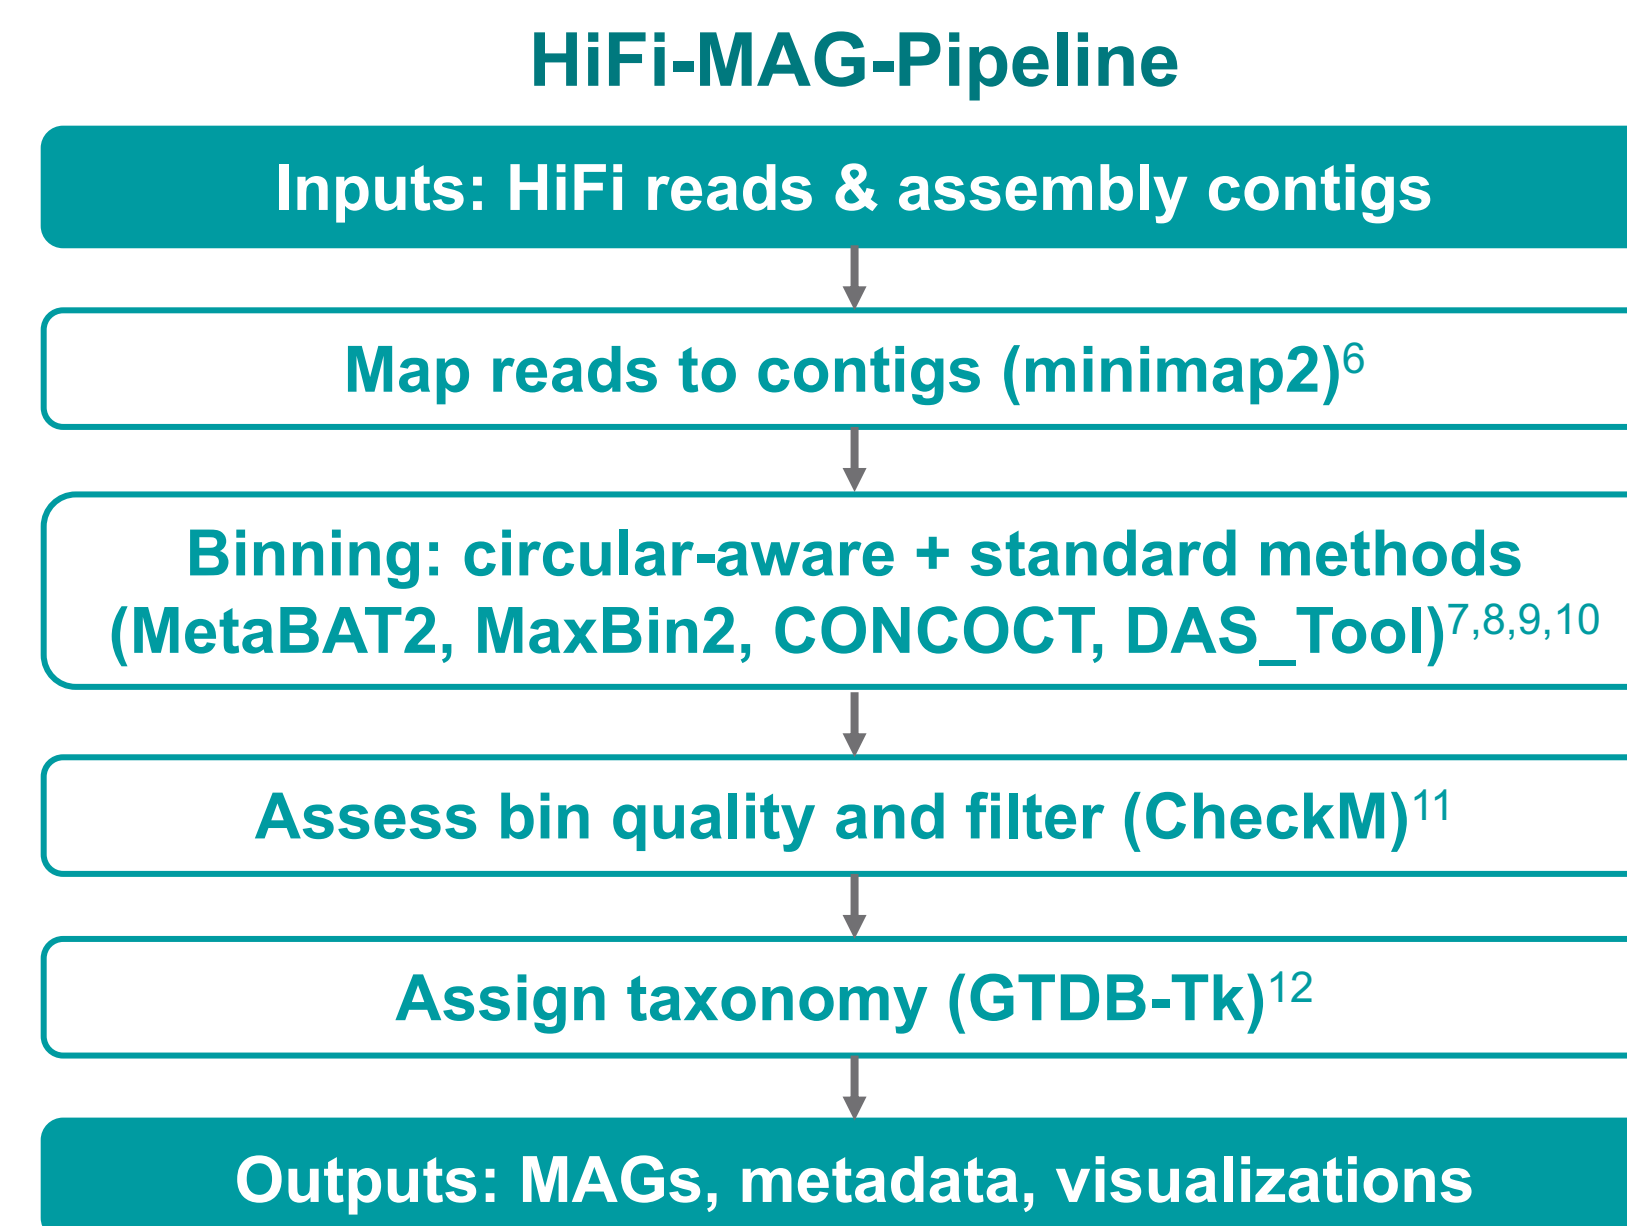 HiFi-MAG-Pipeline
Inputs: HiFi reads & assembly contigs
Map reads to contigs (minimap2)6
Binning: circular-aware + standard methods
(MetaBAT2, MaxBin2, CONCOCT, DAS_Tool)7,8,9,10
Assess bin quality and filter (CheckM)11
Assign taxonomy (GTDB-Tk)12
Outputs: MAGs, metadata, visualizations